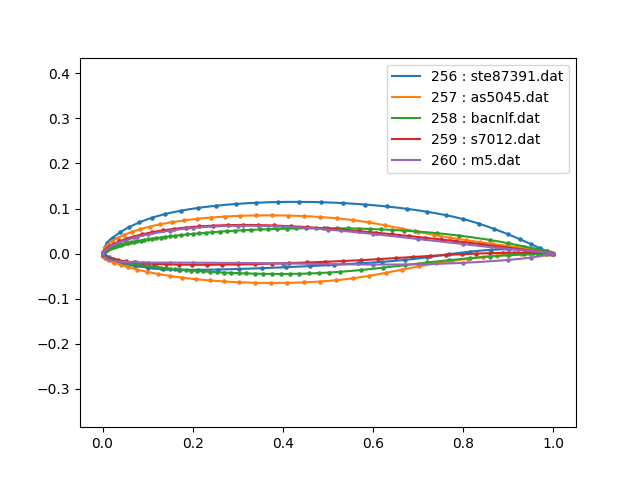 256 : ste87391.dat
257 : as5045.dat
258 : bacnlf.dat
259 : s7012.dat
260 : m5.dat
0.4
0.3
0.2
0.1
0.0
−0.1
−0.2
−0.3
0.0 0.2 0.4 0.6 0.8 1.0